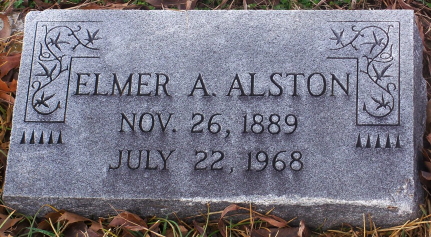 ELMER A. ALSTON
NOV. 26, 1889
JULY 22, 1968